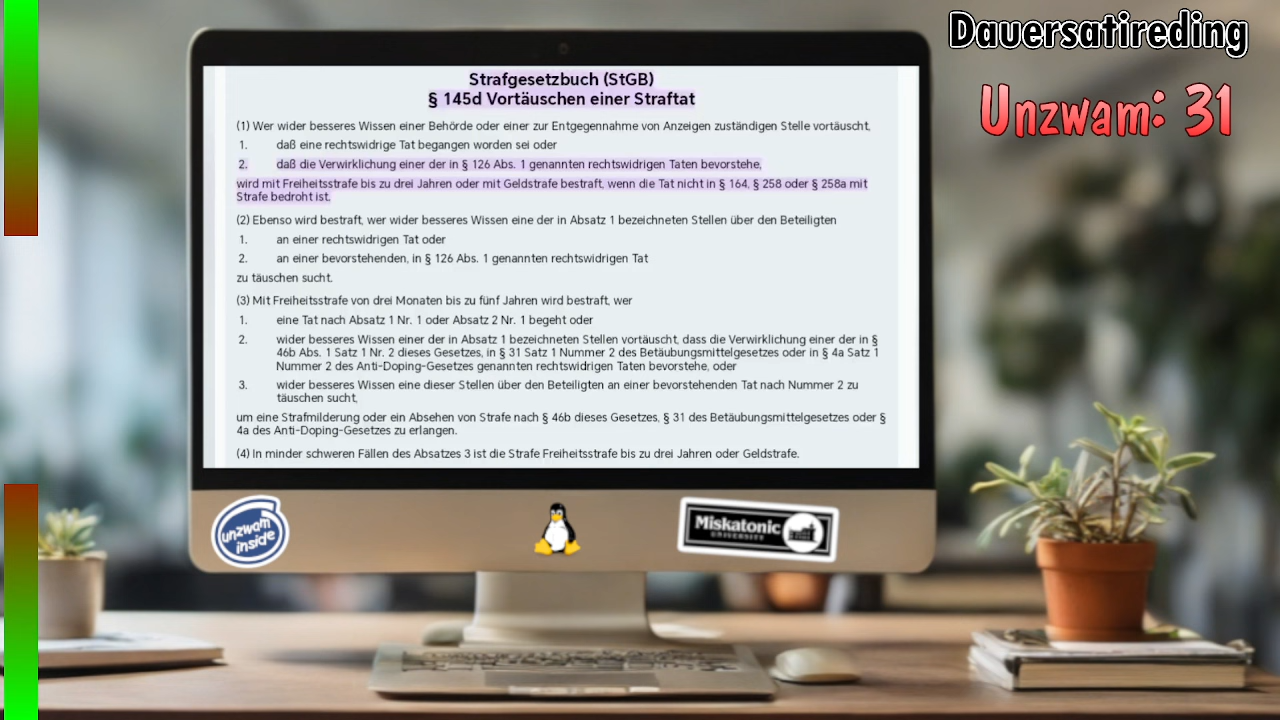 Dauersatireding
Unzwam: 31
Strafgesetzbuch (StGB)
§ 145d Vortäuschen einer Straftat
(1) Wer wider besseres Wissen einer Behörde oder einer zur Entgegennahme von Anzeigen zuständigen Stelle vortäuscht,
1. daß eine rechtswidrige Tat begangen worden sei oder
2. daß die Verwirklichung einer der in § 126 Abs. 1 genannten rechtswidrigen Taten bevorstehe,
wird mit Freiheitsstrafe bis zu drei Jahren oder mit Geldstrafe bestraft, wenn die Tat nicht in § 164, § 258 oder § 258a mit
Strafe bedroht ist.
(2) Ebenso wird bestraft, wer wider besseres Wissen eine der in Absatz 1 bezeichneten Stellen über den Beteiligten
1. an einer rechtswidrigen Tat oder
2. an einer bevorstehenden, in § 126 Abs. 1 genannten rechtswidrigen Tat
zu täuschen sucht.
(3) Mit Freiheitsstrafe von drei Monaten bis zu fünf Jahren wird bestraft, wer
1. eine Tat nach Absatz 1 Nr. 1 oder Absatz 2 Nr. 1 begeht oder
2. wider besseres Wissen einer der in Absatz 1 bezeichneten Stellen vortäuscht, dass die Verwirklichung einer der in §
46b Abs. 1 Satz 1 Nr. 2 dieses Gesetzes, in § 31 Satz 1 Nummer 2 des Betäubungsmittelgesetzes oder in § 4a Satz 1
Nummer 2 des Anti-Doping-Gesetzes genannten rechtswidrigen Taten bevorstehe, oder
3. wider besseres Wissen eine dieser Stellen über den Beteiligten an einer bevorstehenden Tat nach Nummer 2 zu
täuschen sucht,
um eine Strafmilderung oder ein Absehen von Strafe nach § 46b dieses Gesetzes, § 31 des Betäubungsmittelgesetzes oder §
4a des Anti-Doping-Gesetzes zu erlangen.
(4) In minder schweren Fällen des Absatzes 3 ist die Strafe Freiheitsstrafe bis zu drei Jahren oder Geldstrafe.
unzwam
inside
Miskatonic
UNIVERSITY